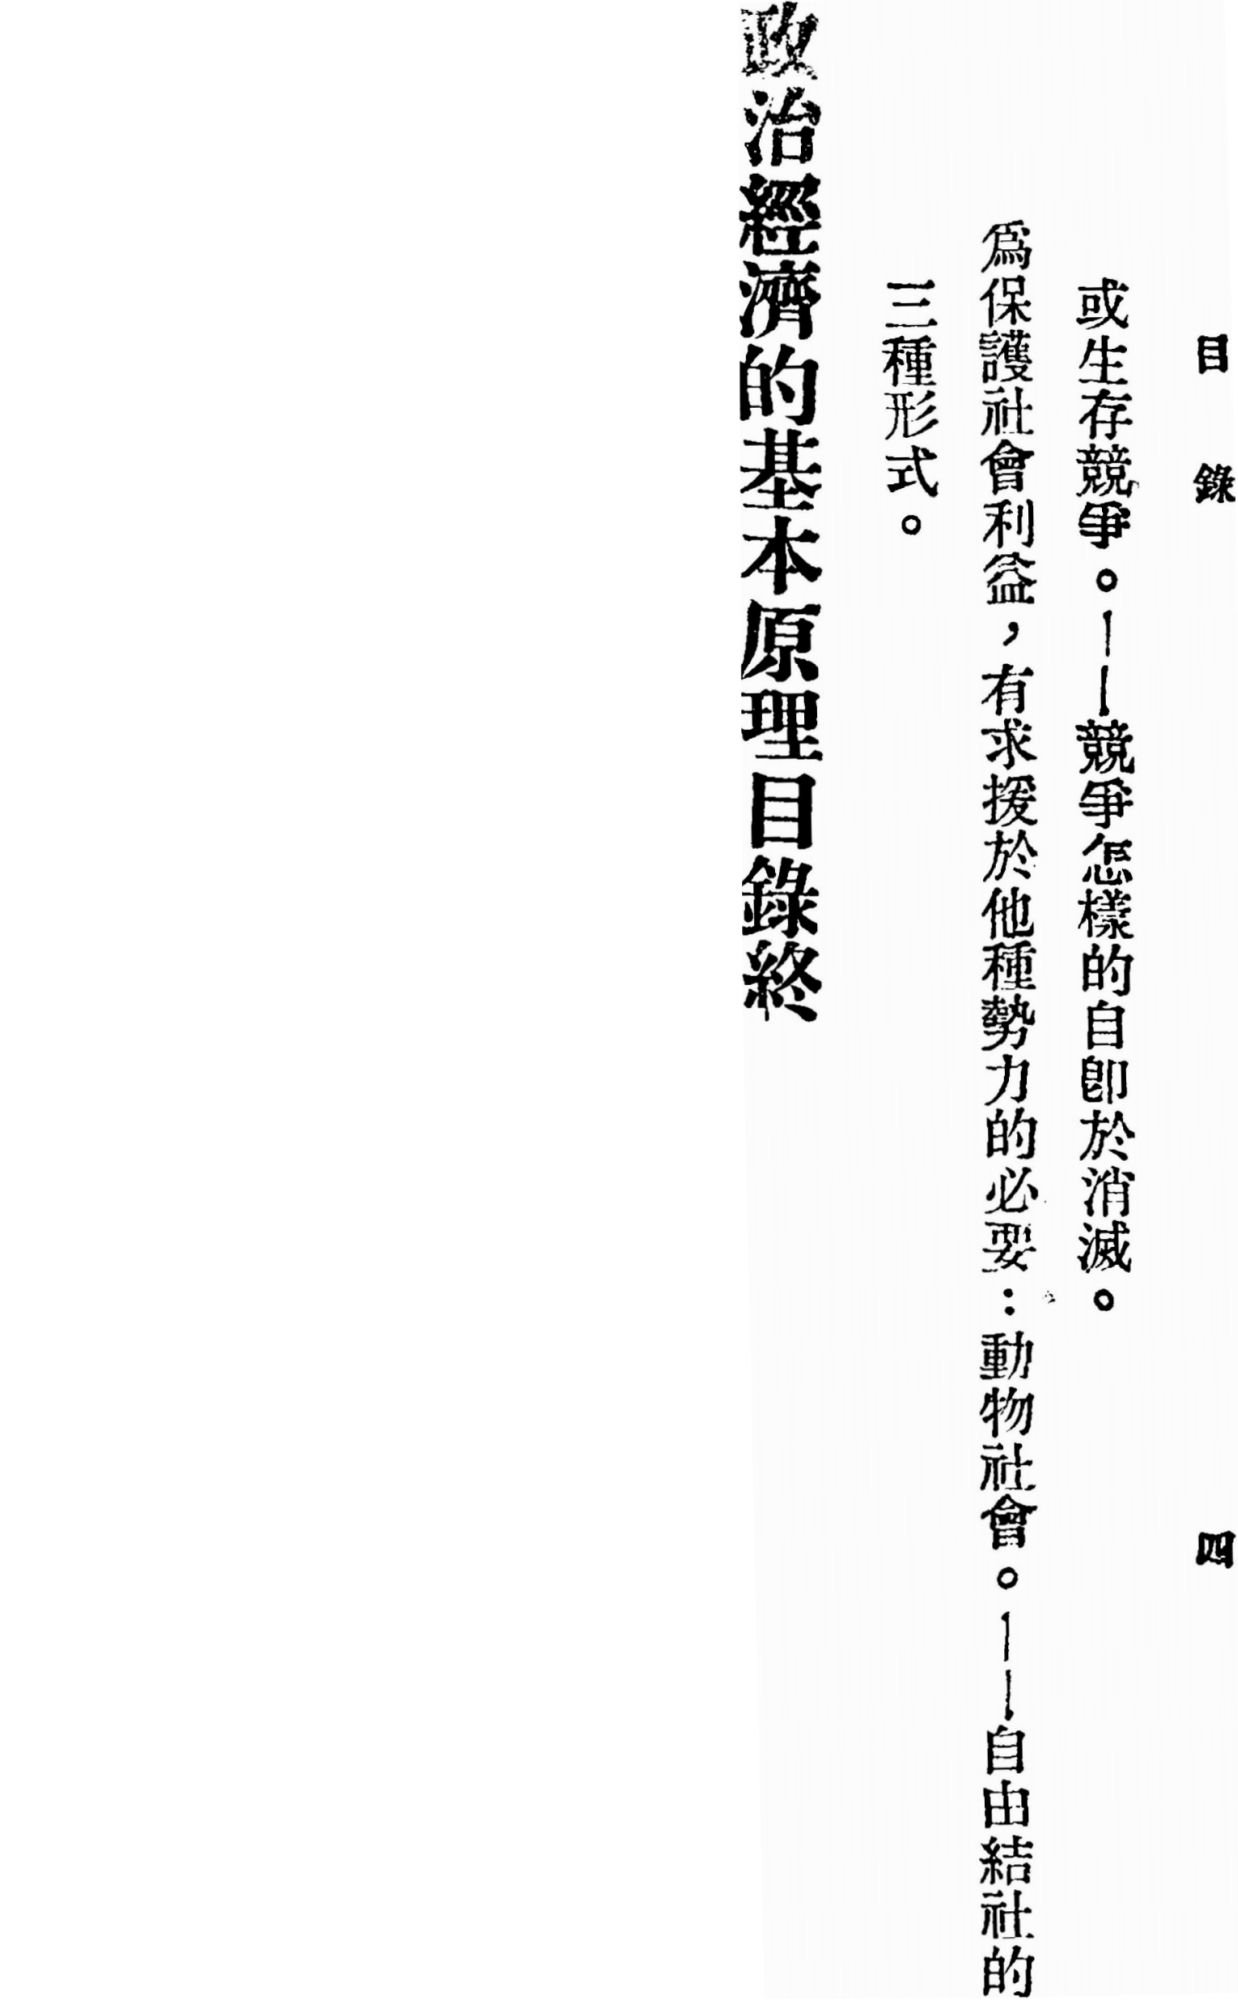 目錄 四
或生存競爭。——競爭怎樣的自卽於消滅。
爲保護社會利益，有求援於他種勢力的必要：動物社會。——自由結社的
三種形式。
政治經濟的基本原理目錄終